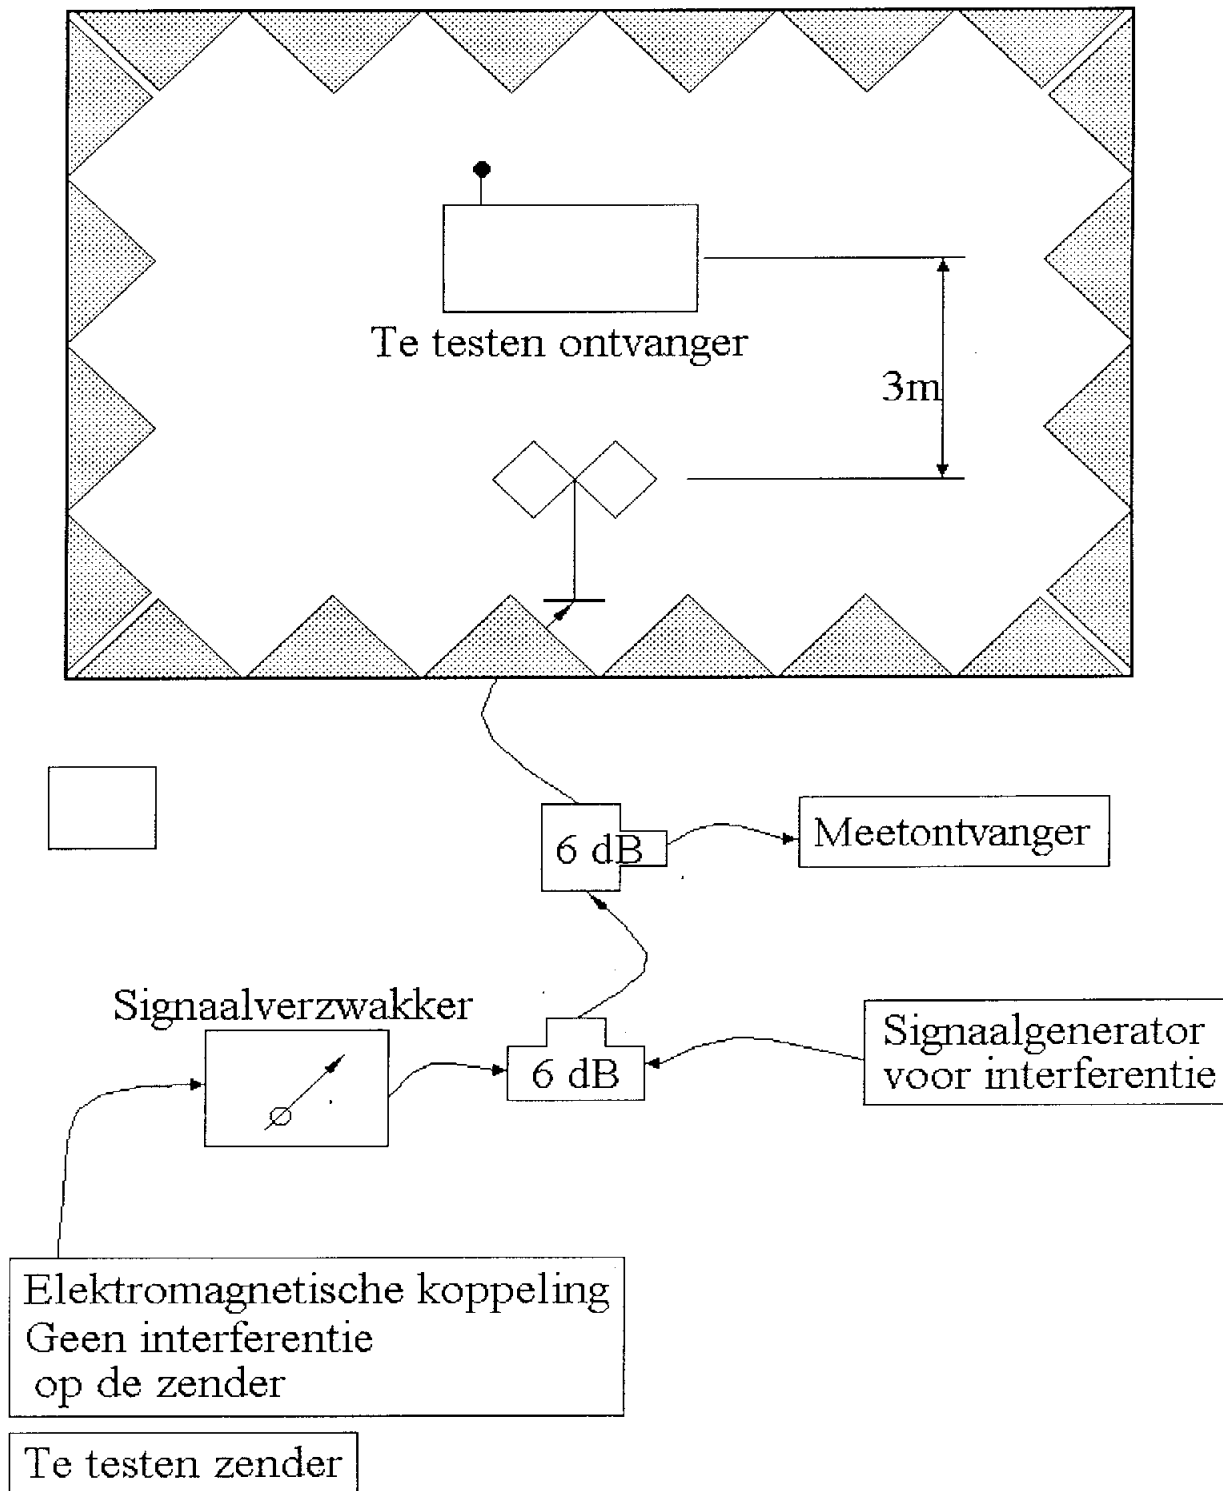 Te testen ontvanger
3m
6 dB
Meetontvanger
Signaalverzwakker
6 dB
Signaalgenerator
voor interferentie
Elektromagnetische koppeling
Geen interferentie
op de zender
Te testen zender